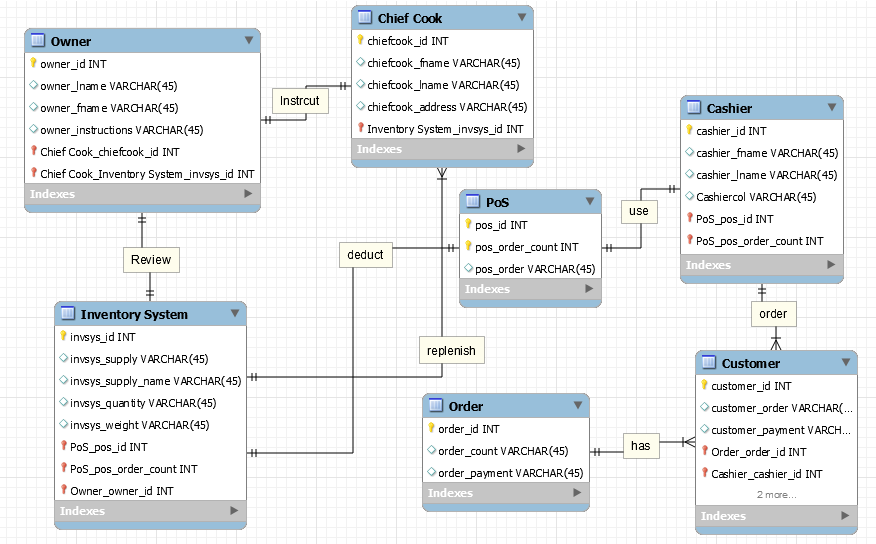 Owner
owner_id INT
owner_lname VARCHAR(45)
owner_fname VARCHAR(45)
owner_instructions VARCHAR(45)
Chief Cook_chiefcook_id INT
Chief Cook_Inventory System_invsys_id INT
Indexes
Instrcut
Chief Cook
chiefcook_id INT
chiefcook_fname VARCHAR(45)
chiefcook_lname VARCHAR(45)
chiefcook_address VARCHAR(45)
Inventory System_invsys_id INT
Indexes
Cashier
cashier_id INT
cashier_fname VARCHAR(45)
cashier_lname VARCHAR(45)
Cashiercol VARCHAR(45)
PoS_pos_id INT
PoS_pos_order_count INT
Indexes
PoS
pos_id INT
pos_order_count INT
pos_order VARCHAR(45)
Indexes
use
deduct
Review
order
replenish
Inventory System
invsys_id INT
invsys_supply VARCHAR(45)
invsys_supply_name VARCHAR(45)
invsys_quantity VARCHAR(45)
invsys_weight VARCHAR(45)
PoS_pos_id INT
PoS_pos_order_count INT
Owner_owner_id INT
Indexes
Order
order_id INT
order_count VARCHAR(45)
order_payment VARCHAR(45)
Indexes
has
Customer
customer_id INT
customer_order VARCHAR(...
customer_payment VARCH...
Order_order_id INT
Cashier_cashier_id INT
2 more...
Indexes